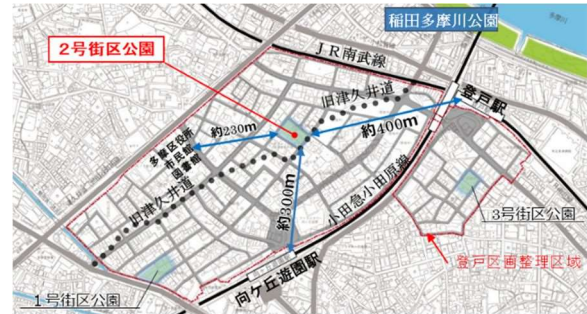 稲田多摩川公園
多摩川
2号街区公園
JR南武線
登戸駅
旧津久井道
約230m
約400m
多摩区役所
市民館
図書館
旧津久井道
約300m
小田急小田原線
3号街区公園
向ケ丘遊園駅
登戸区画整理区域
1号街区公園